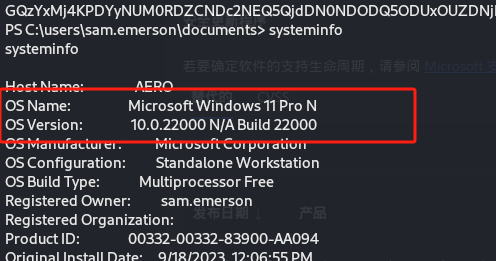 GQzYxMj4KPDYyNUM0RDZCNDc2NEQ5QjdDN0NDODQ5ODUxOUZDNjI
PS C:\users\sam.emerson\documents> systeminfo
systeminfo
若要确定软件的支持生命周期，请参阅 Microsoft 支
Host Name: AERO
OS Name: Microsoft Windows 11 Pro N
OS Version: 10.0.22000 N/A Build 22000
OS Manufacturer: Microsoft Corporation
OS Configuration: Standalone Workstation
OS Build Type: Multiprocessor Free
Registered Owner: sam.emerson
Registered Organization:
发布日期 ↓ 产品
Product ID: 00332-00332-83900-AA094
Original Install Date: 9/18/2023, 12:06:55 PM